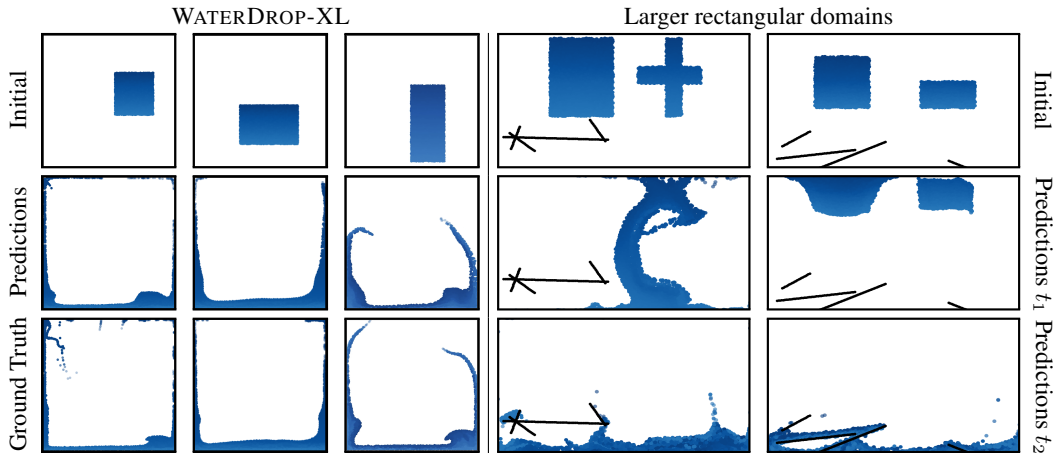 WATERDROP-XL
Larger rectangular domains
Initial
Initial
Predictions
Predictions t₁
Ground Truth
Predictions t₂